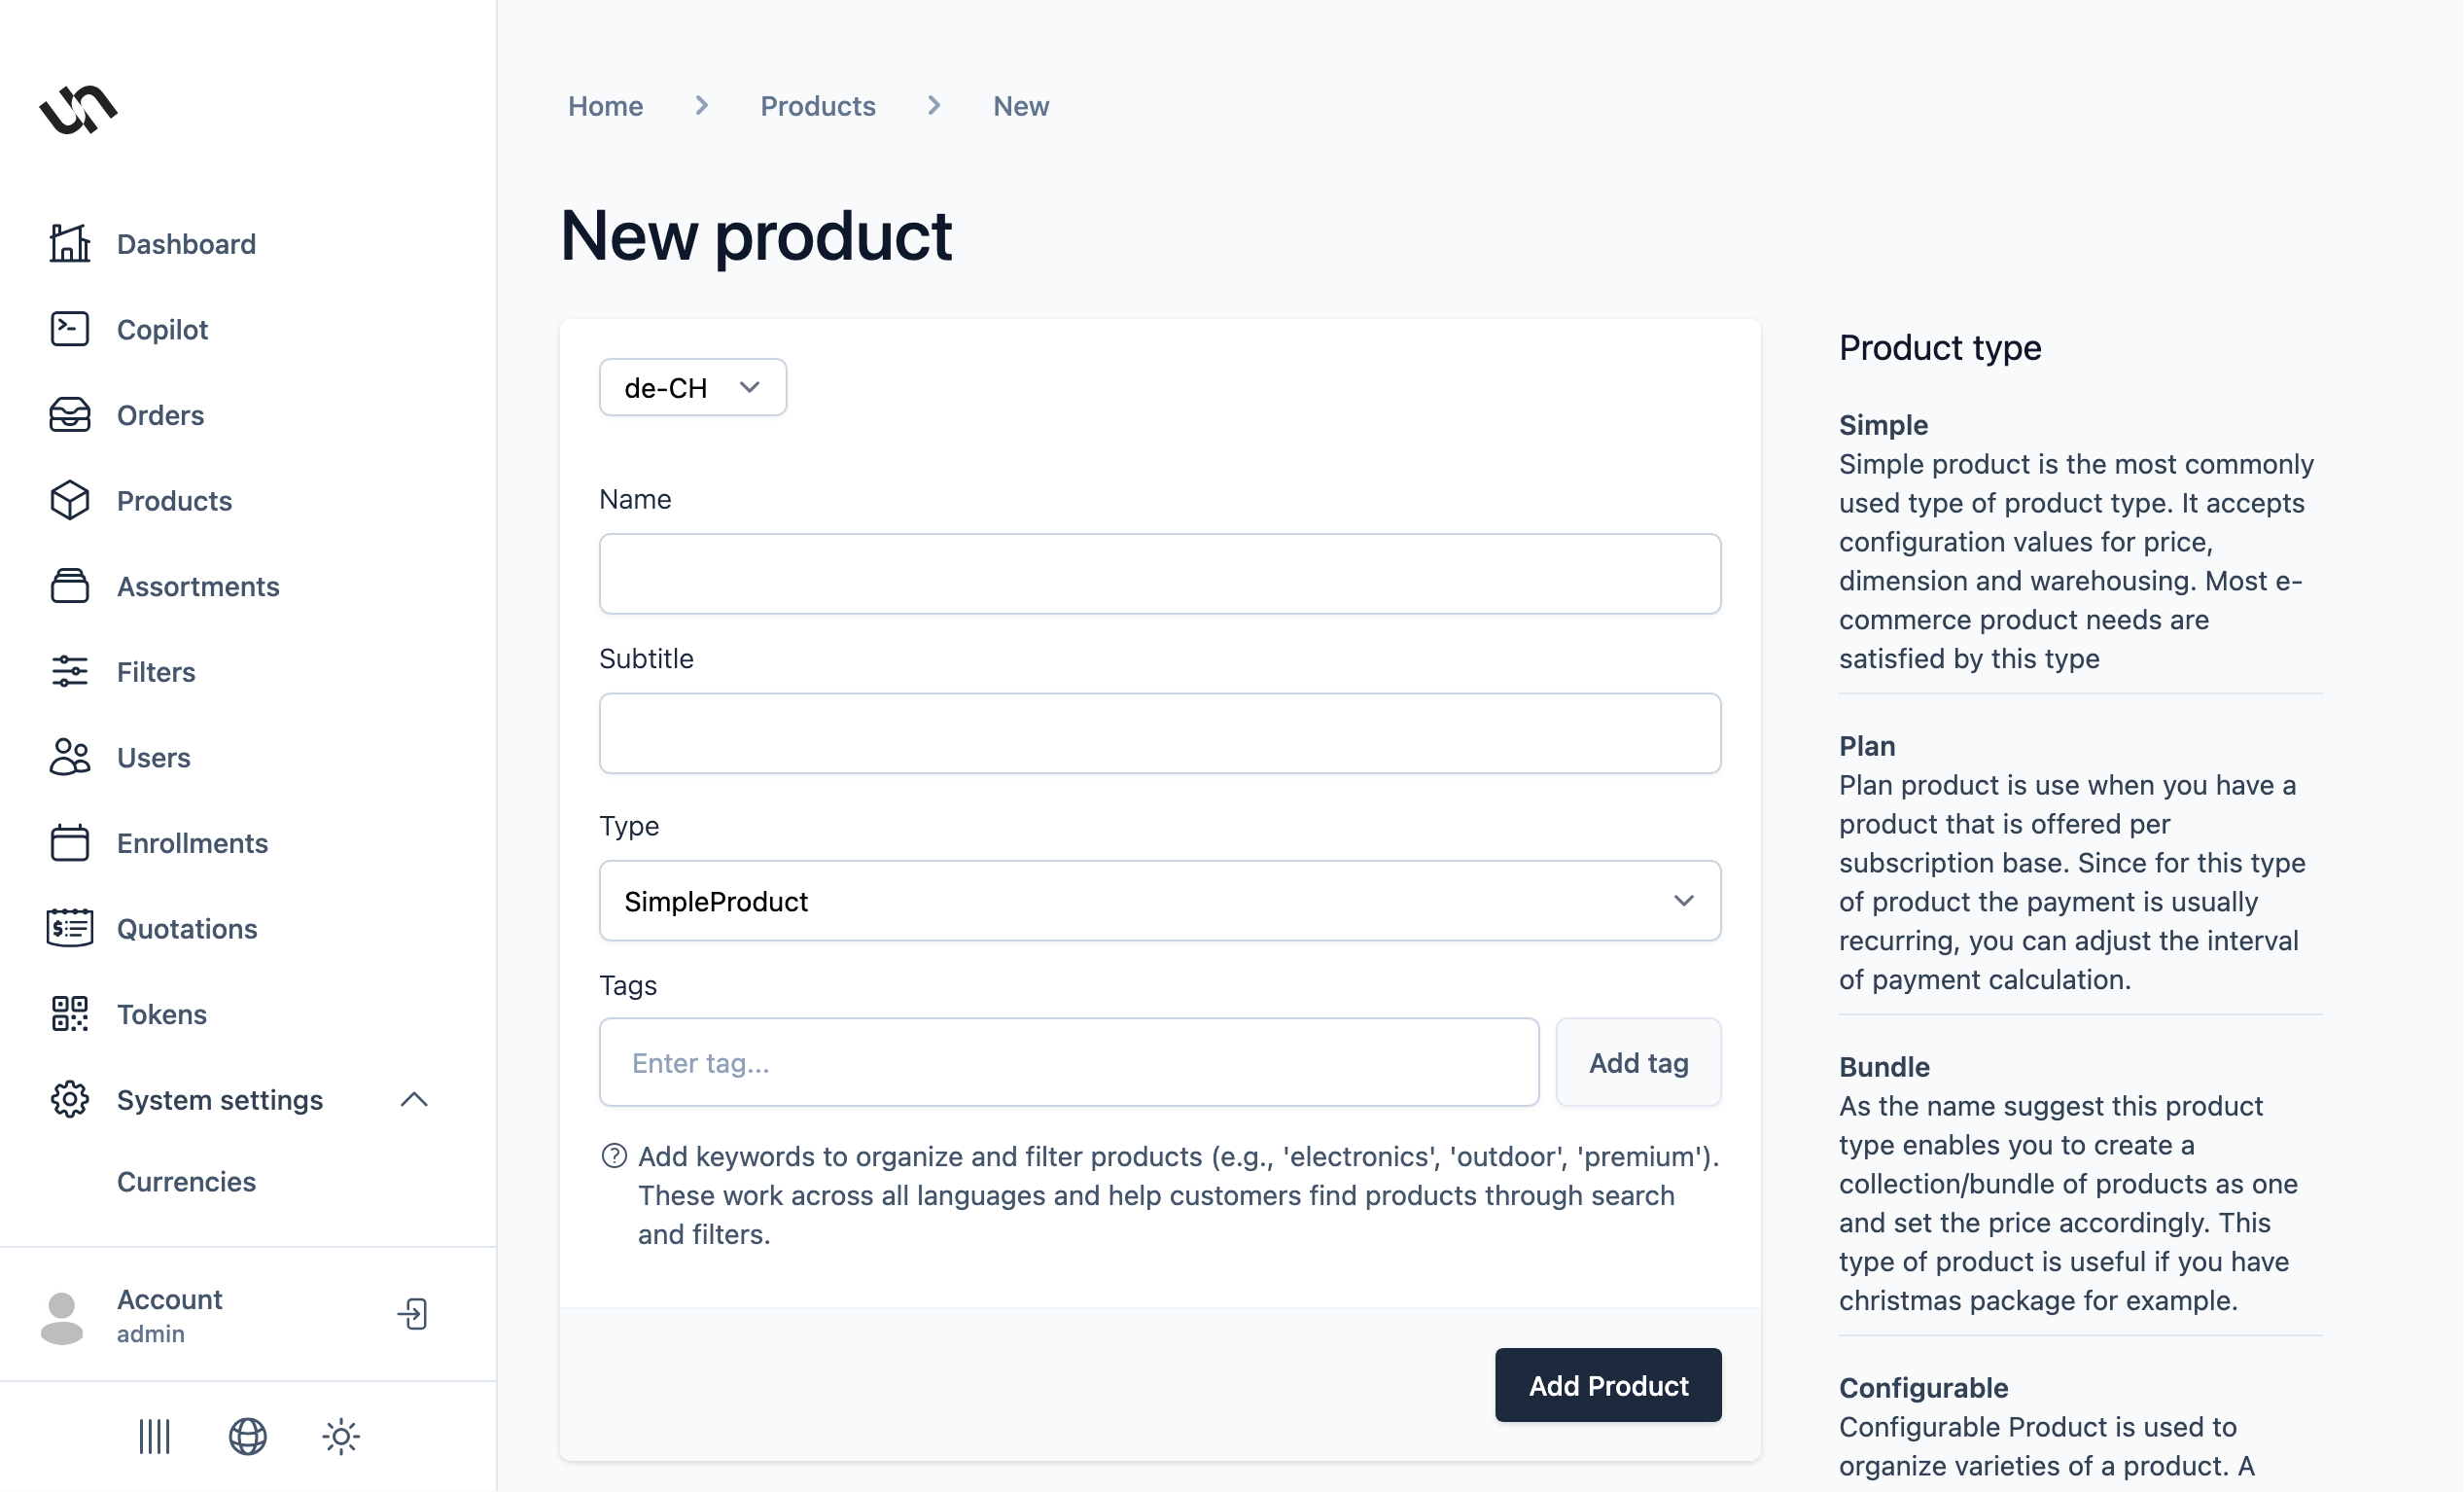 Dashboard
Copilot
Orders
Products
Assortments
Filters
Users
Enrollments
Quotations
Tokens
System settings
Currencies
Account
admin
Home
Products
New
New product
de-CH
Name
Subtitle
Type
SimpleProduct
Tags
Enter tag...
Add tag
Add keywords to organize and filter products (e.g., 'electronics', 'outdoor', 'premium').
These work across all languages and help customers find products through search
and filters.
Add Product
Product type
Simple
Simple product is the most commonly
used type of product type. It accepts
configuration values for price,
dimension and warehousing. Most e-
commerce product needs are
satisfied by this type
Plan
Plan product is use when you have a
product that is offered per
subscription base. Since for this type
of product the payment is usually
recurring, you can adjust the interval
of payment calculation.
Bundle
As the name suggest this product
type enables you to create a
collection/bundle of products as one
and set the price accordingly. This
type of product is useful if you have
christmas package for example.
Configurable
Configurable Product is used to
organize varieties of a product. A